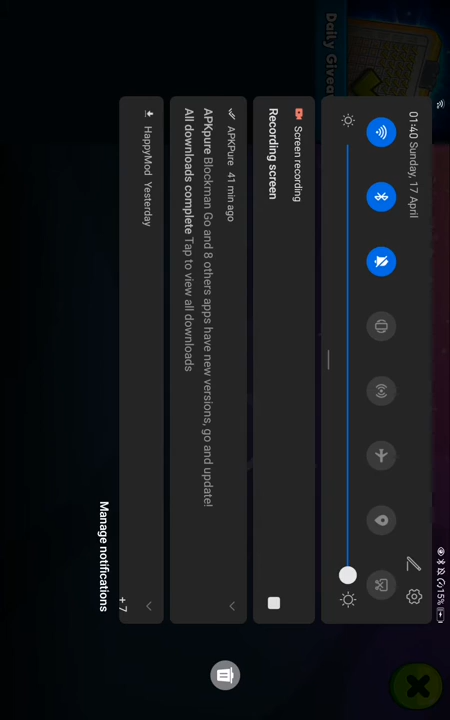 Daily Givea
15%
01:40 Sunday, 17 April
Screen recording
Recording screen
APKPure 41 min ago
APKpure Blockman Go and 8 others apps have new versions, go and update!
All downloads complete Tap to view all downloads
HappyMod Yesterday
+ 7
Manage notifications